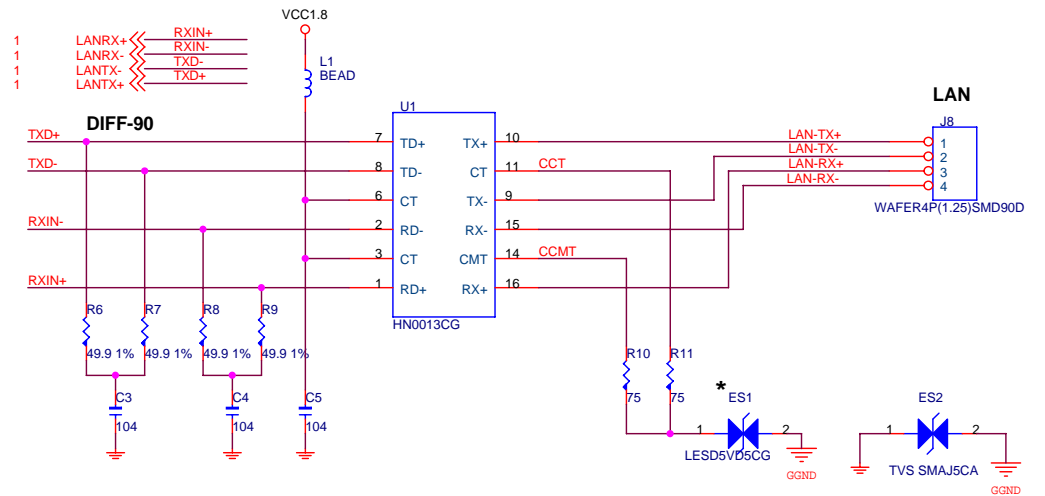 VCC1.8
1 LANRX+ RXIN+
1 LANRX- RXIN-
1 LANTX- TXD-
1 LANTX+ TXD+
L1
BEAD
DIFF-90
U1
LAN
J8
TXD+ 7 TD+ TX+ 10 LAN-TX+ 1
TXD- 8 TD- CT 11 CCT LAN-TX- 2
LAN-RX+ 3
LAN-RX- 4
6 CT TX- 9
WAFER4P(1.25)SMD90D
RXIN- 2 RD- RX- 15
3 CT CMT 14 CCMT
RXIN+ 1 RD+ RX+ 16
HN0013CG
R6 R7 R8 R9
49.9 1% 49.9 1% 49.9 1% 49.9 1%
R10 R11
75 75
C3 C4 C5
104 104 104
* ES1 ES2
1 2 1 2
LESD5VD5CG
GGND
TVS SMAJ5CA
GGND